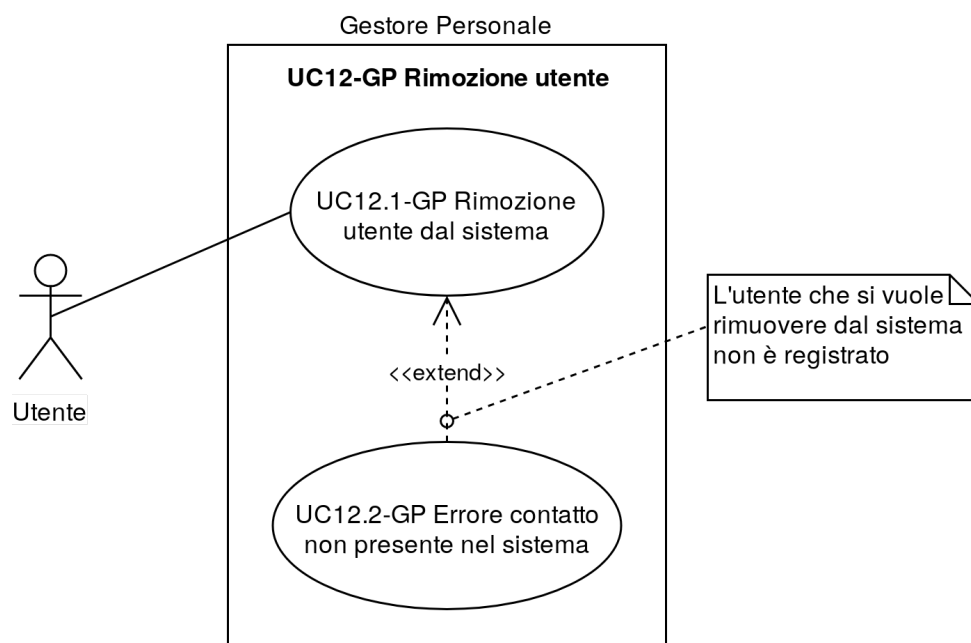 Gestore Personale
UC12-GP Rimozione utente
UC12.1-GP Rimozione
utente dal sistema
L'utente che si vuole
rimuovere dal sistema
non è registrato
<<extend>>
Utente
UC12.2-GP Errore contatto
non presente nel sistema